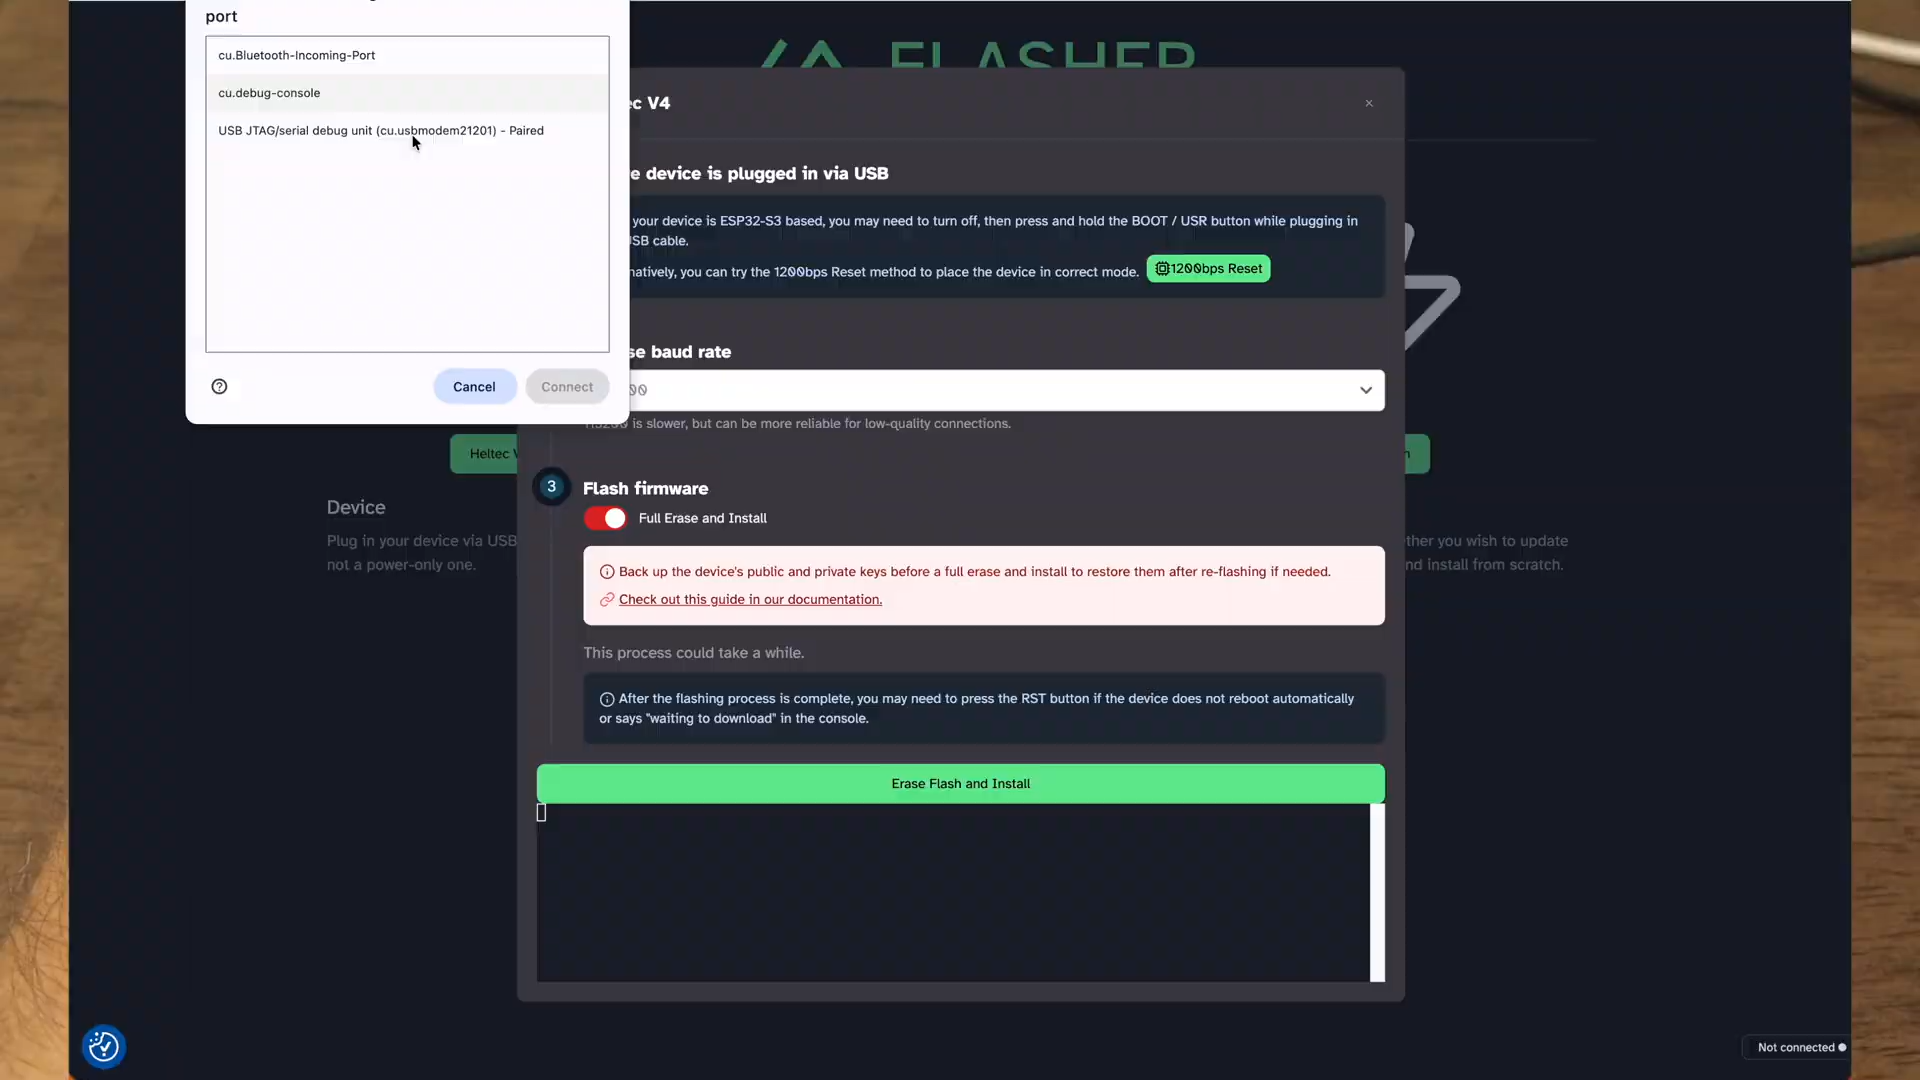 port
cu.Bluetooth-Incoming-Port
cu.debug-console
USB JTAG/serial debug unit (cu.usbmodem21201) - Paired
Cancel
Connect
FLASHER
V4
device is plugged in via USB
your device is ESP32-S3 based, you may need to turn off, then press and hold the BOOT / USR button while plugging in
cable.
you can try the 1200bps Reset method to place the device in correct mode.
1200bps Reset
baud rate
is slower, but can be more reliable for low-quality connections.
Heltec
Device
Plug in your device via USB
not a power-only one.
you wish to update
install from scratch.
3
Flash firmware
Full Erase and Install
Back up the device's public and private keys before a full erase and install to restore them after re-flashing if needed.
Check out this guide in our documentation.
This process could take a while.
After the flashing process is complete, you may need to press the RST button if the device does not reboot automatically
or says "waiting to download" in the console.
Erase Flash and Install
Not connected